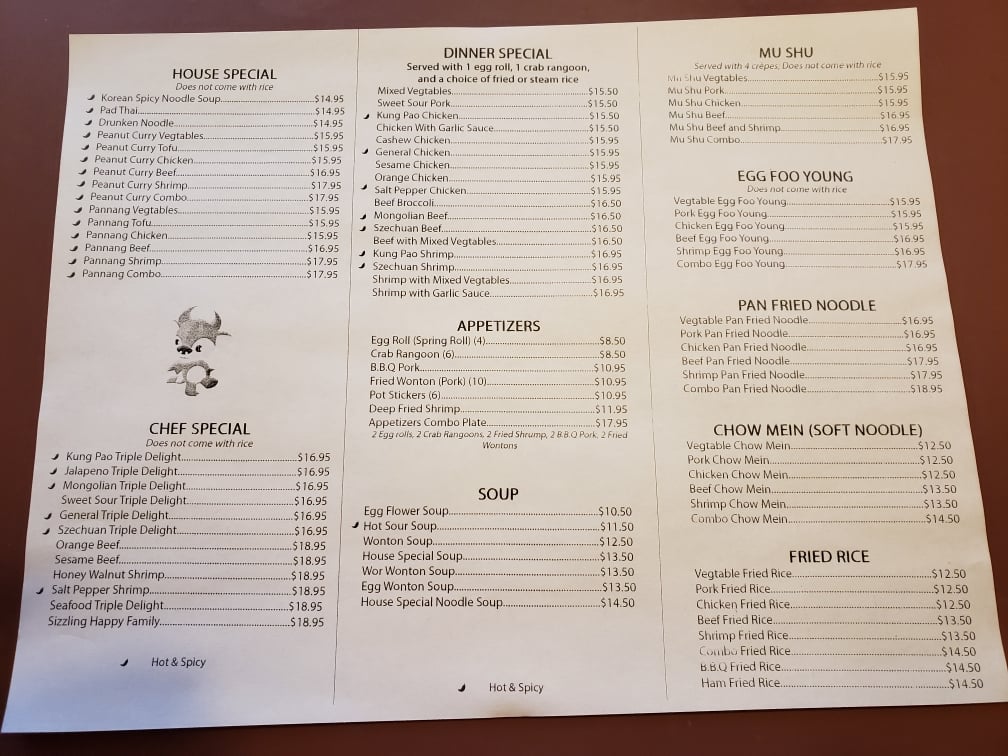 HOUSE SPECIAL
Does not come with rice
Korean Spicy Noodle Soup $14.95
Pad Thai $14.95
Drunken Noodle $14.95
Peanut Curry Vegtables $15.95
Peanut Curry Tofu $15.95
Peanut Curry Chicken $15.95
Peanut Curry Beef $16.95
Peanut Curry Shrimp $17.95
Peanut Curry Combo $17.95
Pannang Vegtables $15.95
Pannang Tofu $15.95
Pannang Chicken $15.95
Pannang Beef $16.95
Pannang Shrimp $17.95
Pannang Combo $17.95
CHEF SPECIAL
Does not come with rice
Kung Pao Triple Delight $16.95
Jalapeno Triple Delight $16.95
Mongolian Triple Delight $16.95
Sweet Sour Triple Delight $16.95
General Triple Delight $16.95
Szechuan Triple Delight $16.95
Orange Beef $18.95
Sesame Beef $18.95
Honey Walnut Shrimp $18.95
Salt Pepper Shrimp $18.95
Seafood Triple Delight $18.95
Sizzling Happy Family $18.95
Hot & Spicy
DINNER SPECIAL
Served with 1 egg roll, 1 crab rangoon,
and a choice of fried or steam rice
Mixed Vegtables $15.50
Sweet Sour Pork $15.50
Kung Pao Chicken $15.50
Chicken With Garlic Sauce $15.50
Cashew Chicken $15.95
General Chicken $15.95
Sesame Chicken $15.95
Orange Chicken $15.95
Salt Pepper Chicken $15.95
Beef Broccoli $16.50
Mongolian Beef $16.50
Szechuan Beef $16.50
Beef with Mixed Vegtables $16.50
Kung Pao Shrimp $16.95
Szechuan Shrimp $16.95
Shrimp with Mixed Vegtables $16.95
Shrimp with Garlic Sauce $16.95
APPETIZERS
Egg Roll (Spring Roll) (4) $8.50
Crab Rangoon (6) $8.50
B.B.Q Pork $10.95
Fried Wonton (Pork) (10) $10.95
Pot Stickers (6) $10.95
Deep Fried Shrimp $11.95
Appetizers Combo Plate $17.95
2 Egg rolls, 2 Crab Rangoons, 2 Fried Shrump, 2 B.B.Q Pork, 2 Fried
Wontons
SOUP
Egg Flower Soup $10.50
Hot Sour Soup $11.50
Wonton Soup $12.50
House Special Soup $13.50
Wor Wonton Soup $13.50
Egg Wonton Soup $13.50
House Special Noodle Soup $14.50
Hot & Spicy
MU SHU
Served with 4 crêpes, Does not come with rice
Mu Shu Vegtables $15.95
Mu Shu Pork $15.95
Mu Shu Chicken $15.95
Mu Shu Beef $16.95
Mu Shu Beef and Shrimp $16.95
Mu Shu Combo $17.95
EGG FOO YOUNG
Does not come with rice
Vegtable Egg Foo Young $15.95
Pork Egg Foo Young $15.95
Chicken Egg Foo Young $15.95
Beef Egg Foo Young $16.95
Shrimp Egg Foo Young $16.95
Combo Egg Foo Young $17.95
PAN FRIED NOODLE
Vegtable Pan Fried Noodle $16.95
Pork Pan Fried Noodle $16.95
Chicken Pan Fried Noodle $16.95
Beef Pan Fried Noodle $17.95
Shrimp Pan Fried Noodle $17.95
Combo Pan Fried Noodle $18.95
CHOW MEIN (SOFT NOODLE)
Vegtable Chow Mein $12.50
Pork Chow Mein $12.50
Chicken Chow Mein $12.50
Beef Chow Mein $13.50
Shrimp Chow Mein $13.50
Combo Chow Mein $14.50
FRIED RICE
Vegtable Fried Rice $12.50
Pork Fried Rice $12.50
Chicken Fried Rice $12.50
Beef Fried Rice $13.50
Shrimp Fried Rice $13.50
Combo Fried Rice $14.50
B.B.Q Fried Rice $14.50
Ham Fried Rice $14.50